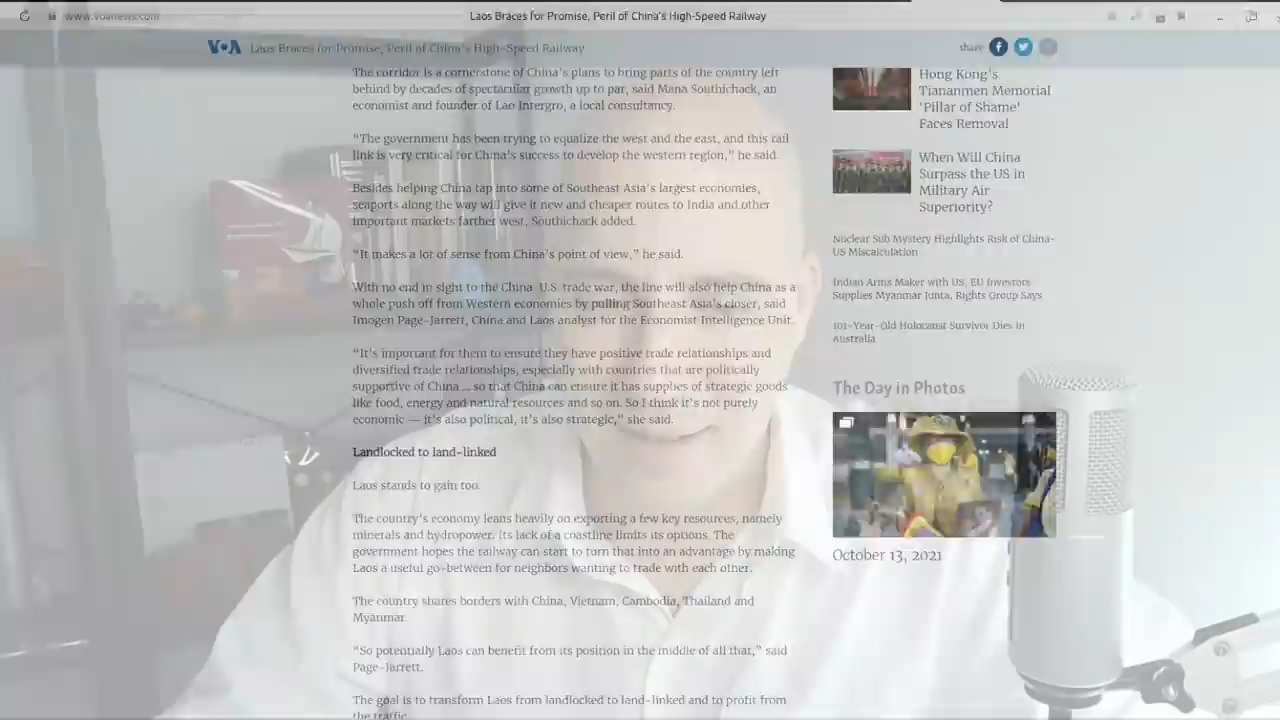 www.voanews.com
Laos Braces for Promise, Peril of China's High-Speed Railway
VOA
Laos Braces for Promise, Peril of China's High-Speed Railway
share
The corridor is a cornerstone of China's plans to bring parts of the country left
behind by decades of spectacular growth up to par, said Mana Southichack, an
economist and founder of Lao Intergro, a local consultancy.
“The government has been trying to equalize the west and the east, and this rail
link is very critical for China's success to develop the western region,” he said.
Besides helping China tap into some of Southeast Asia's largest economies,
seaports along the way will give it new and cheaper routes to India and other
important markets farther west, Southichack added.
“It makes a lot of sense from China's point of view,” he said.
With no end in sight to the China-U.S. trade war, the line will also help China as a
whole push off from Western economies by pulling Southeast Asia's closer, said
Imogen Page-Jarrett, China and Laos analyst for the Economist Intelligence Unit.
“It's important for them to ensure they have positive trade relationships and
diversified trade relationships, especially with countries that are politically
supportive of China ... so that China can ensure it has supplies of strategic goods
like food, energy and natural resources and so on. So I think it's not purely
economic — it's also political, it's also strategic,” she said.
Landlocked to land-linked
Laos stands to gain too.
The country's economy leans heavily on exporting a few key resources, namely
minerals and hydropower. Its lack of a coastline limits its options. The
government hopes the railway can start to turn that into an advantage by making
Laos a useful go-between for neighbors wanting to trade with each other.
The country shares borders with China, Vietnam, Cambodia, Thailand and
Myanmar.
“So potentially Laos can benefit from its position in the middle of all that,” said
Page-Jarrett.
The goal is to transform Laos from landlocked to land-linked and to profit from
the traffic.
Hong Kong's
Tiananmen Memorial
'Pillar of Shame'
Faces Removal
When Will China
Surpass the US in
Military Air
Superiority?
Nuclear Sub Mystery Highlights Risk of China-
US Miscalculation
Indian Arms Maker with US, EU Investors
Supplies Myanmar Junta, Rights Group Says
101-Year-Old Holocaust Survivor Dies in
Australia
The Day in Photos
October 13, 2021